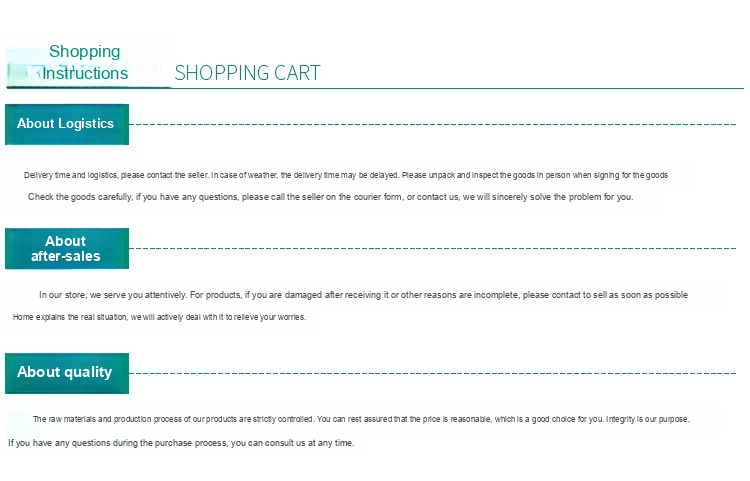 Shopping
Instructions
SHOPPING CART
About Logistics
Delivery time and logistics, please contact the seller. In case of weather, the delivery time may be delayed. Please unpack and inspect the goods in person when signing for the goods
Check the goods carefully, if you have any questions, please call the seller on the courier form, or contact us, we will sincerely solve the problem for you.
About
after-sales
In our store, we serve you attentively. For products, if you are damaged after receiving it or other reasons are incomplete, please contact to sell as soon as possible
Home explains the real situation, we will actively deal with it to relieve your worries.
About quality
The raw materials and production process of our products are strictly controlled. You can rest assured that the price is reasonable, which is a good choice for you. Integrity is our purpose,
If you have any questions during the purchase process, you can consult us at any time.